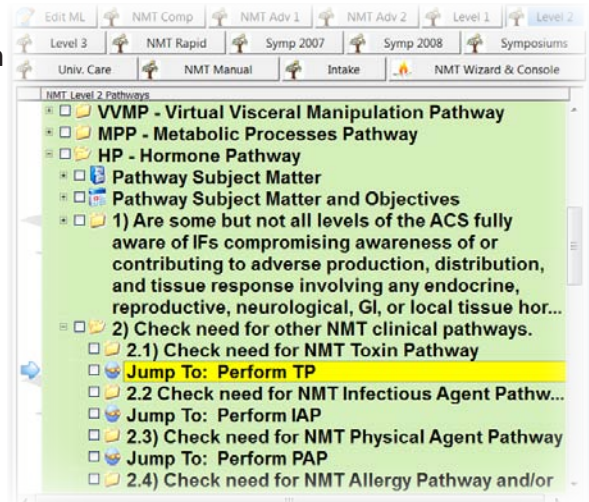 Edit ML NMT Comp NMT Adv 1 NMT Adv 2 Level 1 Level 2
Level 3 NMT Rapid Symp 2007 Symp 2008 Symposiums
Univ. Care NMT Manual Intake NMT Wizard & Console
NMT Level 2 Pathways
VVMP - Virtual Visceral Manipulation Pathway
MPP - Metabolic Processes Pathway
HP - Hormone Pathway
Pathway Subject Matter
Pathway Subject Matter and Objectives
1) Are some but not all levels of the ACS fully
aware of IFs compromising awareness of or
contributing to adverse production, distribution,
and tissue response involving any endocrine,
reproductive, neurological, GI, or local tissue hor...
2) Check need for other NMT clinical pathways.
2.1) Check need for NMT Toxin Pathway
Jump To: Perform TP
2.2 Check need for NMT Infectious Agent Pathw...
Jump To: Perform IAP
2.3) Check need for NMT Physical Agent Pathway
Jump To: Perform PAP
2.4) Check need for NMT Allergy Pathway and/or